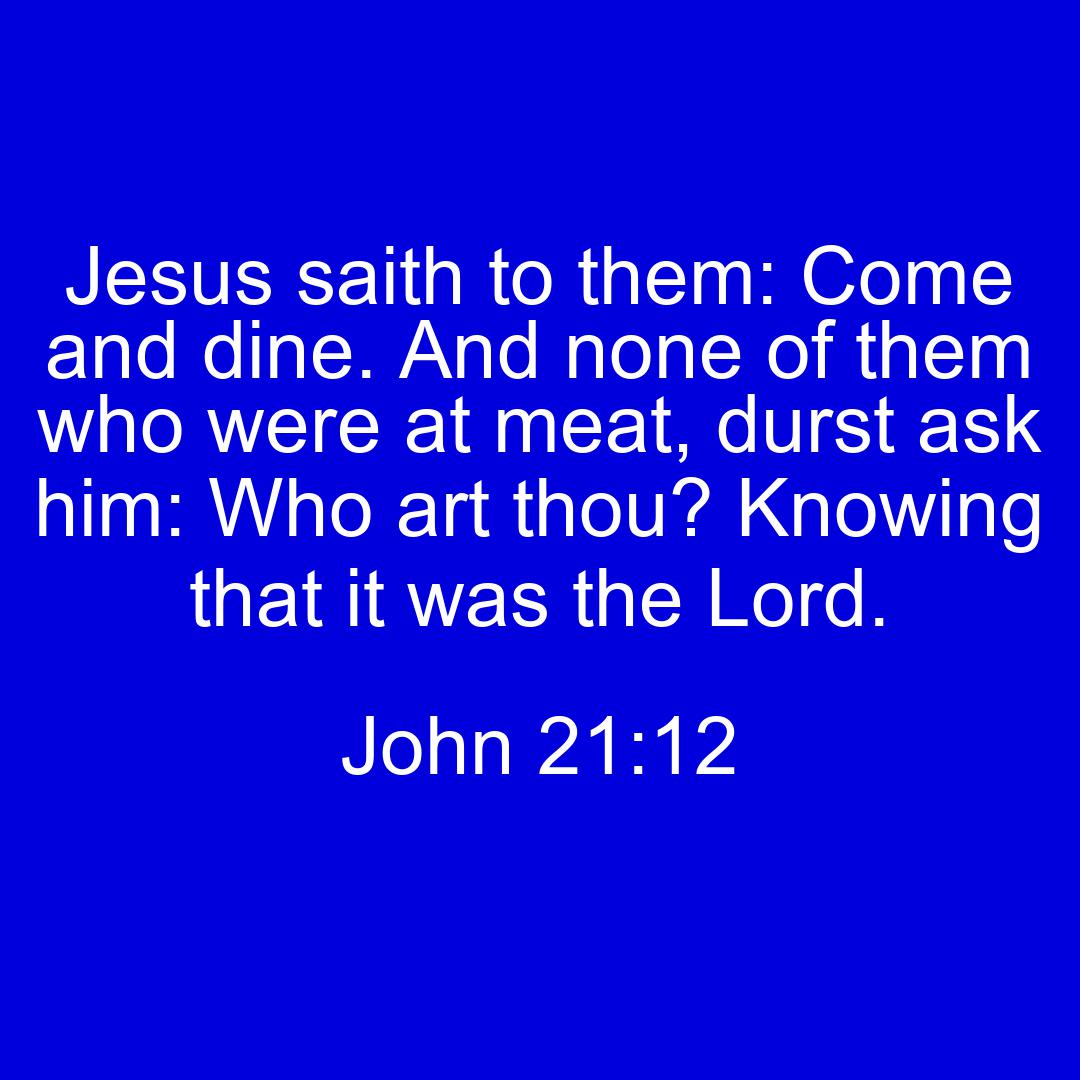 Jesus saith to them: Come
and dine. And none of them
who were at meat, durst ask
him: Who art thou? Knowing
that it was the Lord.
John 21:12